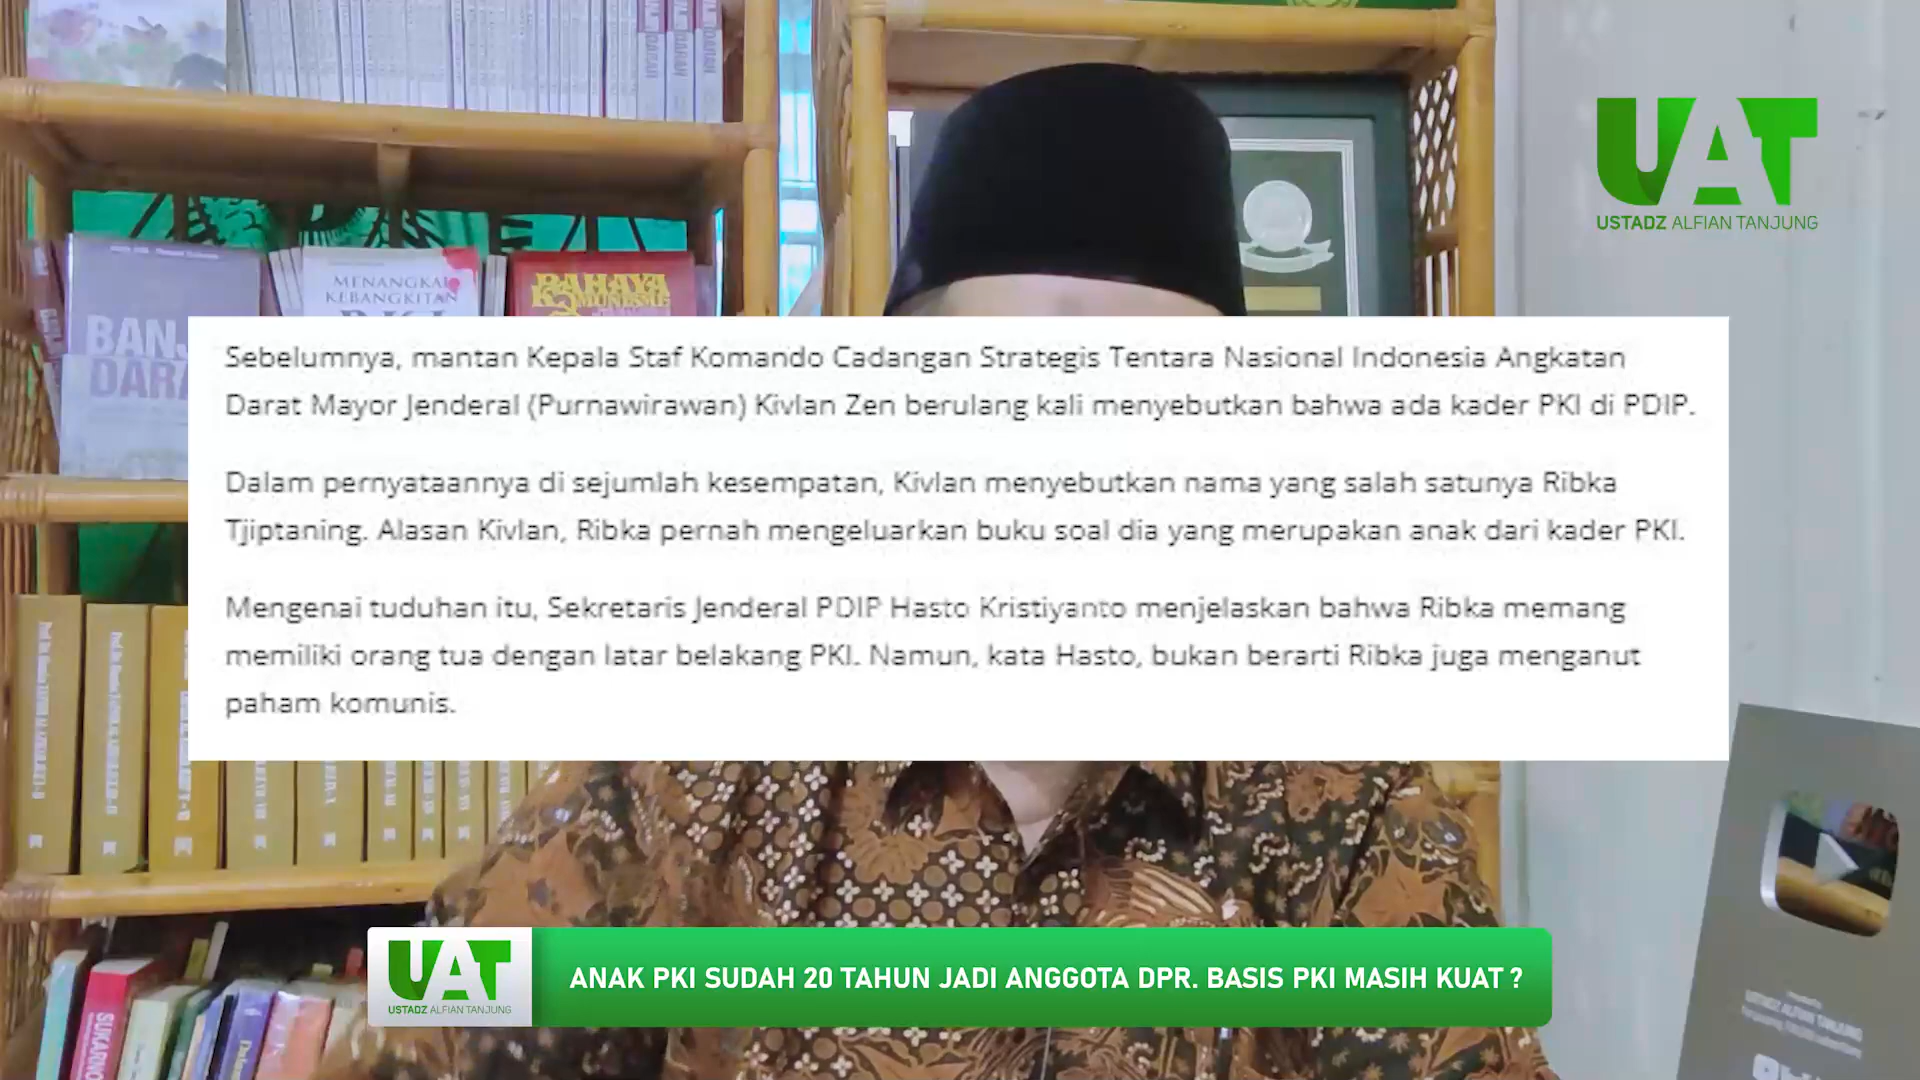 UAT
USTADZ ALFIAN TANJUNG
MENANGKAL
KEBANGKITAN
PKI
BAHAYA
KOMUNISME
Sebelumnya, mantan Kepala Staf Komando Cadangan Strategis Tentara Nasional Indonesia Angkatan
Darat Mayor Jenderal (Purnawirawan) Kivlan Zen berulang kali menyebutkan bahwa ada kader PKI di PDIP.
Dalam pernyataannya di sejumlah kesempatan, Kivlan menyebutkan nama yang salah satunya Ribka
Tjiptaning. Alasan Kivlan, Ribka pernah mengeluarkan buku soal dia yang merupakan anak dari kader PKI.
Mengenai tuduhan itu, Sekretaris Jenderal PDIP Hasto Kristiyanto menjelaskan bahwa Ribka memang
memiliki orang tua dengan latar belakang PKI. Namun, kata Hasto, bukan berarti Ribka juga menganut
paham komunis.
UAT
USTADZ ALFIAN TANJUNG
ANAK PKI SUDAH 20 TAHUN JADI ANGGOTA DPR. BASIS PKI MASIH KUAT ?
USTADZ ALFIAN TANJUNG